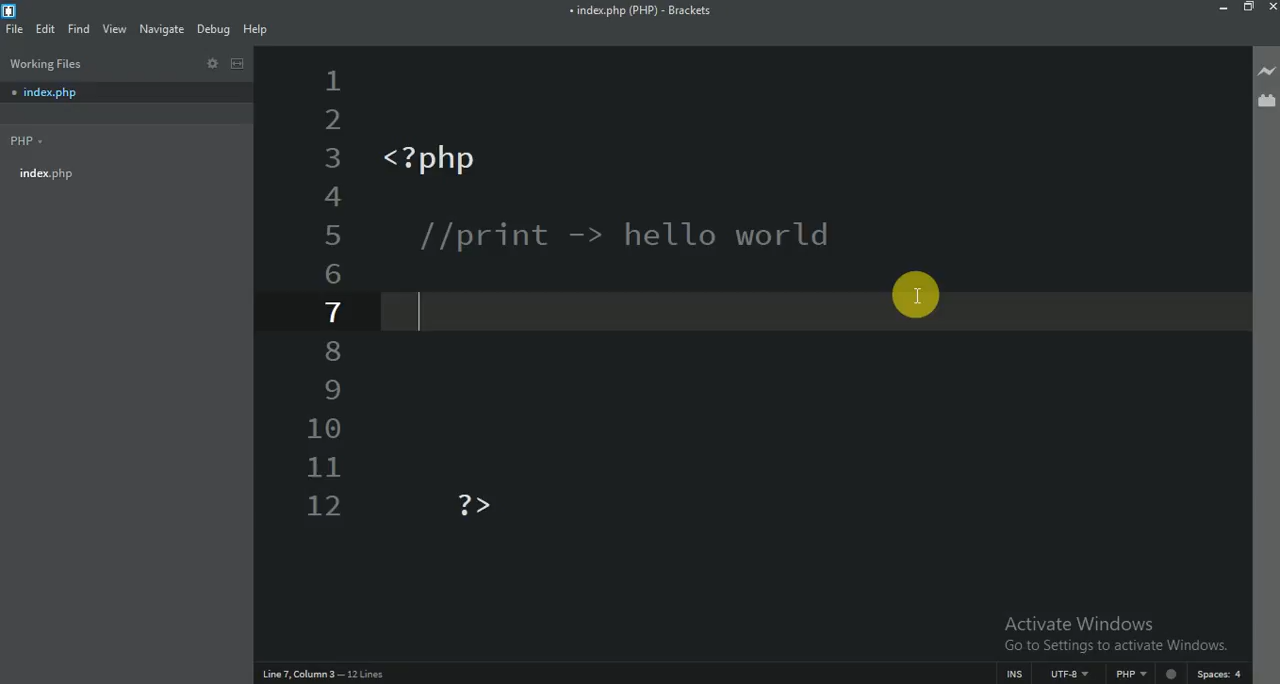 • index.php (PHP) - Brackets
File Edit Find View Navigate Debug Help
Working Files
• index.php
PHP
index.php
1
2
3 <?php
4
5 //print -> hello world
6
7
8
9
10
11
12 ?>
Activate Windows
Go to Settings to activate Windows.
Line 7, Column 3 — 12 Lines
INS UTF-8 PHP Spaces: 4